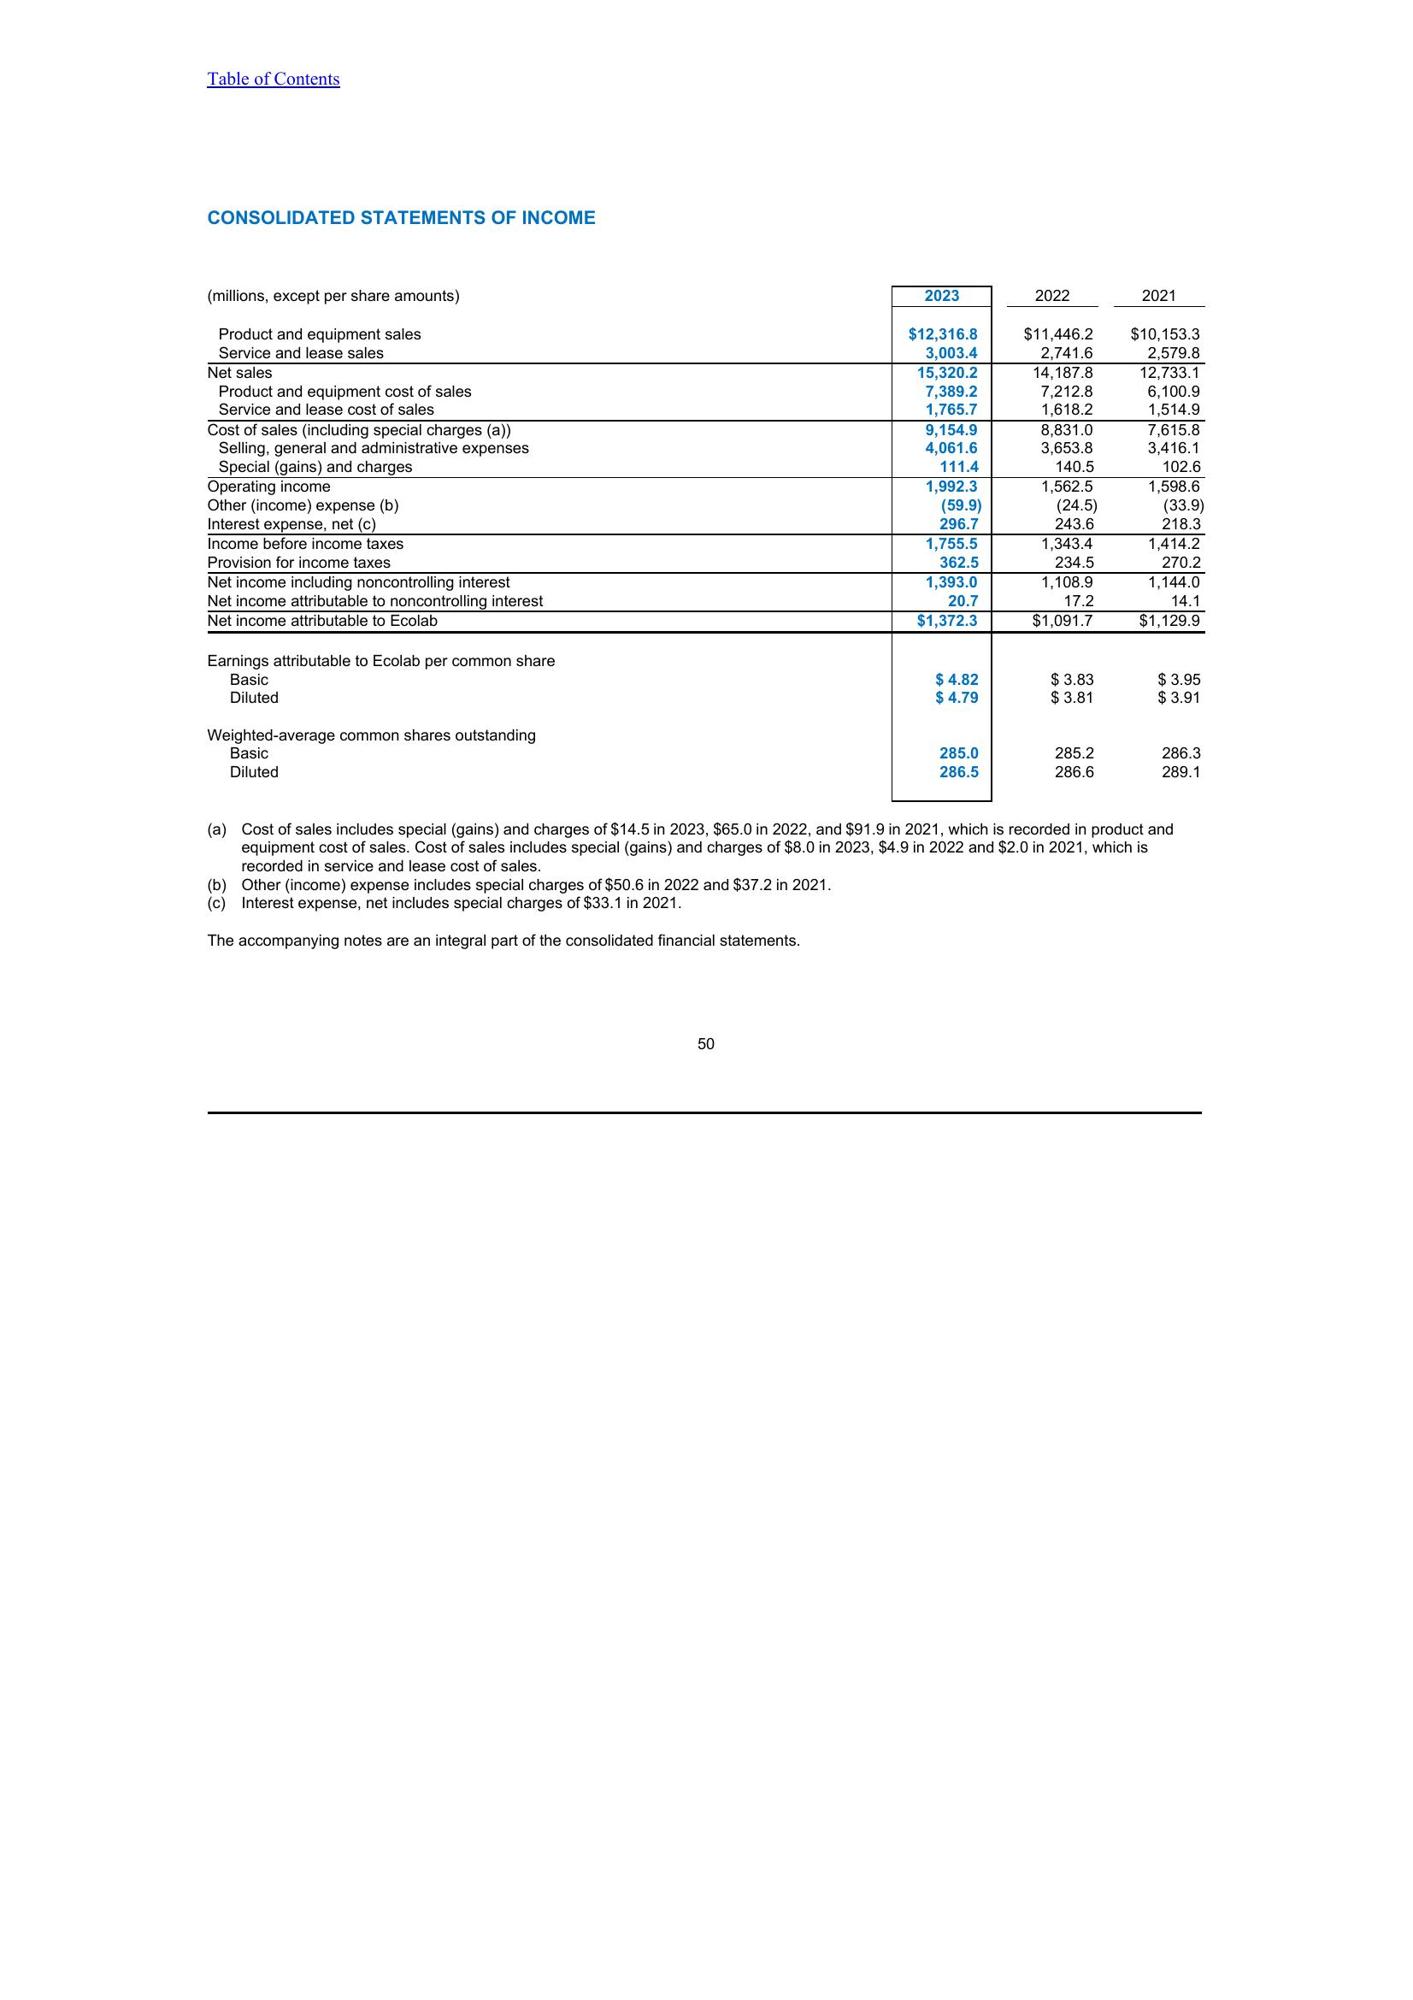 Table of Contents
CONSOLIDATED STATEMENTS OF INCOME
(millions, except per share amounts) 2023 2022 2021
Product and equipment sales $12,316.8 $11,446.2 $10,153.3
Service and lease sales 3,003.4 2,741.6 2,579.8
Net sales 15,320.2 14,187.8 12,733.1
Product and equipment cost of sales 7,389.2 7,212.8 6,100.9
Service and lease cost of sales 1,765.7 1,618.2 1,514.9
Cost of sales (including special charges (a)) 9,154.9 8,831.0 7,615.8
Selling, general and administrative expenses 4,061.6 3,653.8 3,416.1
Special (gains) and charges 111.4 140.5 102.6
Operating income 1,992.3 1,562.5 1,598.6
Other (income) expense (b) (59.9) (24.5) (33.9)
Interest expense, net (c) 296.7 243.6 218.3
Income before income taxes 1,755.5 1,343.4 1,414.2
Provision for income taxes 362.5 234.5 270.2
Net income including noncontrolling interest 1,393.0 1,108.9 1,144.0
Net income attributable to noncontrolling interest 20.7 17.2 14.1
Net income attributable to Ecolab $1,372.3 $1,091.7 $1,129.9
Earnings attributable to Ecolab per common share
Basic $ 4.82 $ 3.83 $ 3.95
Diluted $ 4.79 $ 3.81 $ 3.91
Weighted-average common shares outstanding
Basic 285.0 285.2 286.3
Diluted 286.5 286.6 289.1
(a) Cost of sales includes special (gains) and charges of $14.5 in 2023, $65.0 in 2022, and $91.9 in 2021, which is recorded in product and
equipment cost of sales. Cost of sales includes special (gains) and charges of $8.0 in 2023, $4.9 in 2022 and $2.0 in 2021, which is
recorded in service and lease cost of sales.
(b) Other (income) expense includes special charges of $50.6 in 2022 and $37.2 in 2021.
(c) Interest expense, net includes special charges of $33.1 in 2021.
The accompanying notes are an integral part of the consolidated financial statements.
50